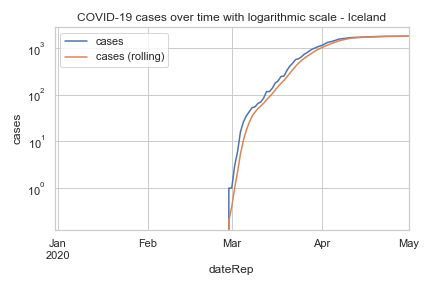 COVID-19 cases over time with logarithmic scale - Iceland
cases
cases (rolling)
10³
10²
10¹
10⁰
cases
Jan Feb Mar Apr May
2020
dateRep